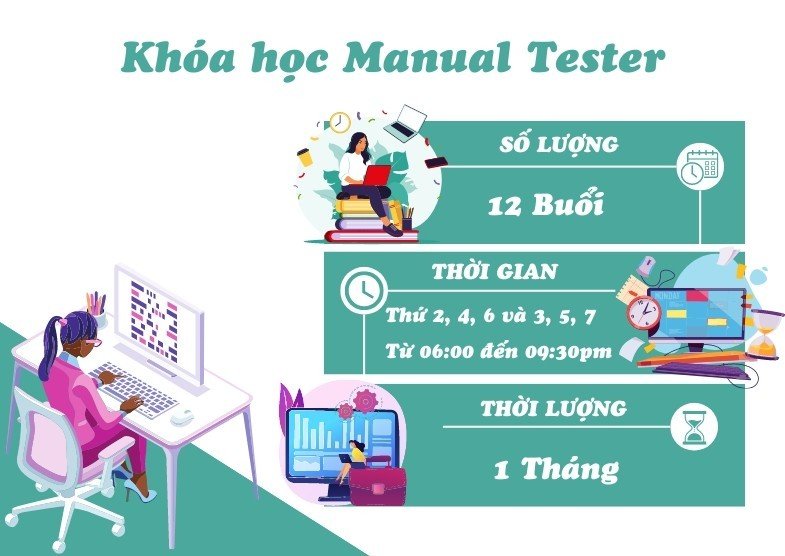 Khóa học Manual Tester
SỐ LƯỢNG
12 Buổi
THỜI GIAN
Thứ 2, 4, 6 và 3, 5, 7
Từ 06:00 đến 09:30pm
MONDAY
THỜI LƯỢNG
1 Tháng